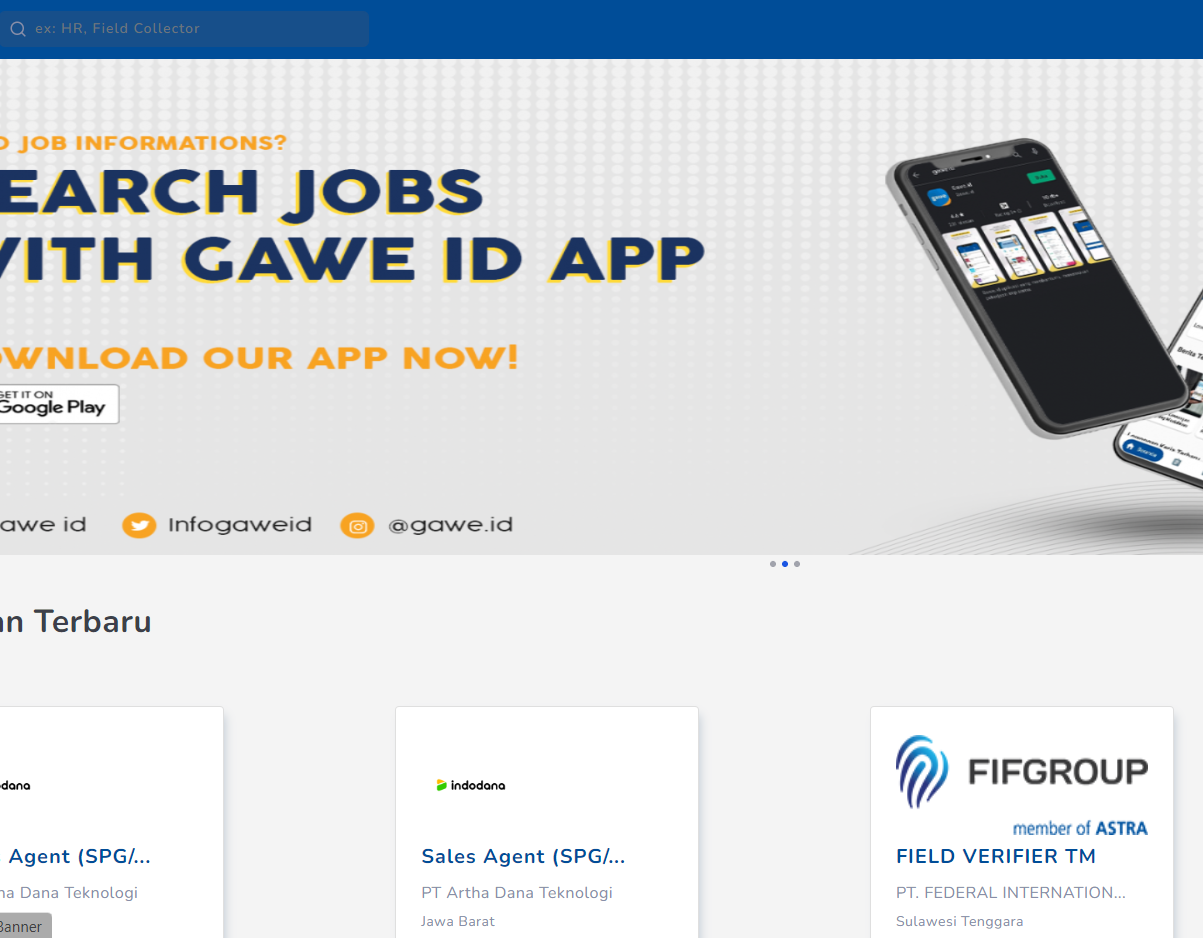 ex: HR, Field Collector
JOB INFORMATIONS?
EARCH JOBS
WITH GAWE ID APP
OWNLOAD OUR APP NOW!
GET IT ON
Google Play
awe id
Infogaweid
@gawe.id
an Terbaru
dana
Agent (SPG/...
na Dana Teknologi
Banner
indodana
Sales Agent (SPG/...
PT Artha Dana Teknologi
Jawa Barat
FIFGROUP
member of ASTRA
FIELD VERIFIER TM
PT. FEDERAL INTERNATION...
Sulawesi Tenggara